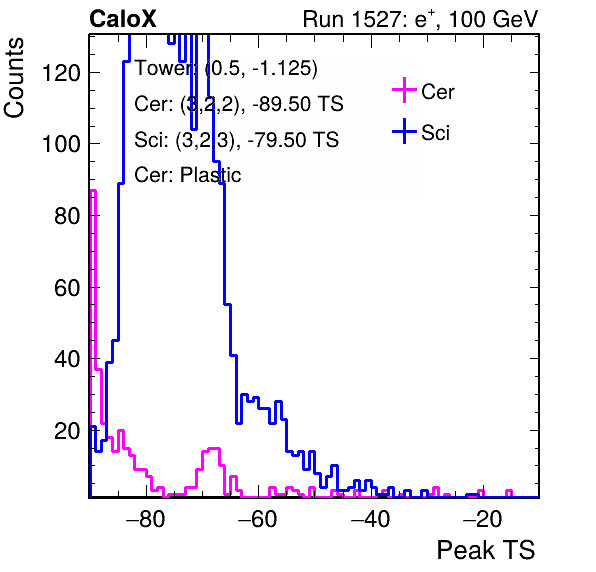 CaloX Run 1527: e⁺, 100 GeV
Counts
Tower: (0.5, -1.125)
Cer: (3,2,2), -89.50 TS
Sci: (3,2,3), -79.50 TS
Cer: Plastic
Cer
Sci
120
100
80
60
40
20
−80 −60 −40 −20
Peak TS